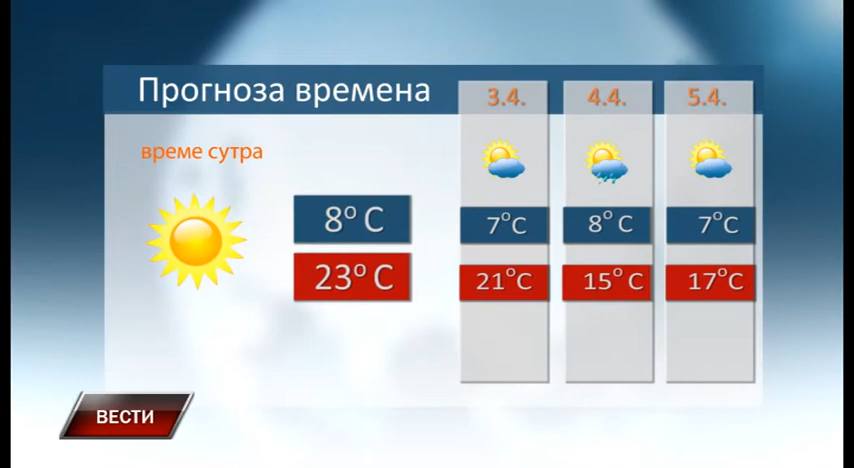 Прогноза времена
време сутра
8° C
23° C
3.4.
7°C
21°C
4.4.
8°C
15°C
5.4.
7°C
17°C
ВЕСТИ